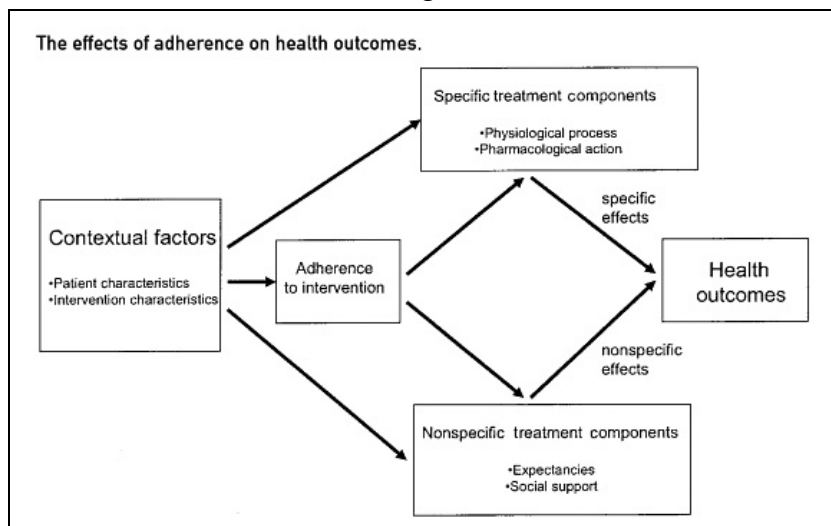 The effects of adherence on health outcomes.
Specific treatment components
•Physiological process
•Pharmacological action
specific
effects
Contextual factors
•Patient characteristics
•Intervention characteristics
Adherence
to intervention
Health
outcomes
nonspecific
effects
Nonspecific treatment components
•Expectancies
•Social support